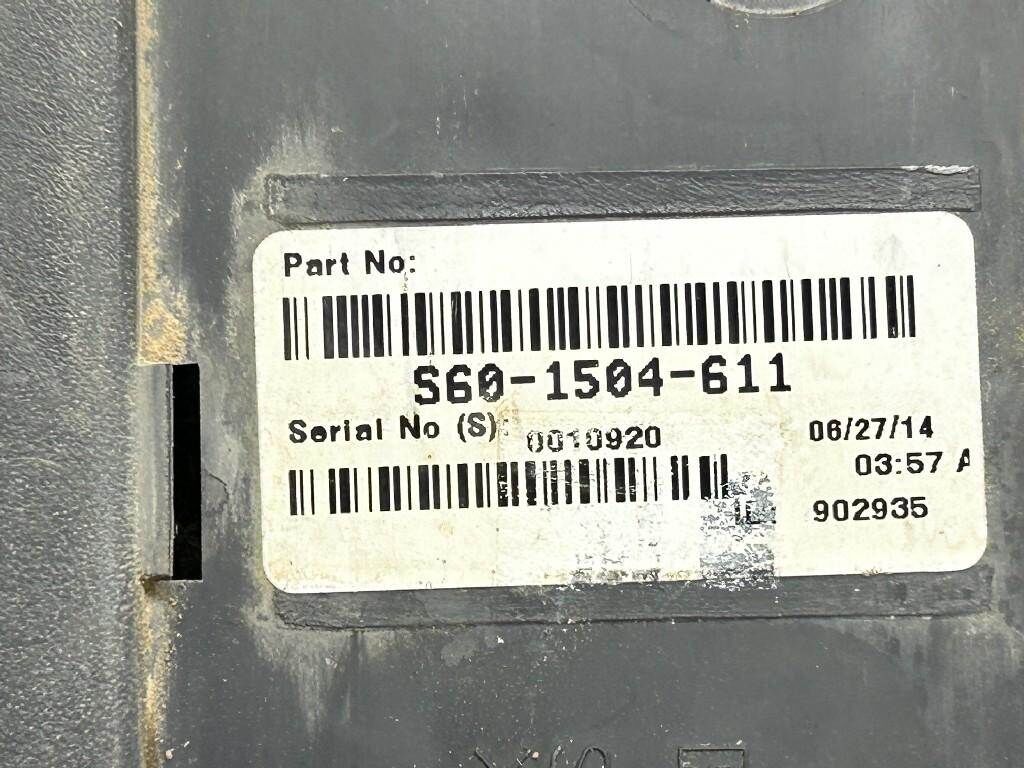 Part No:
S60-1504-611
Serial No (S): 0010920
06/27/14
03:57 A
902935